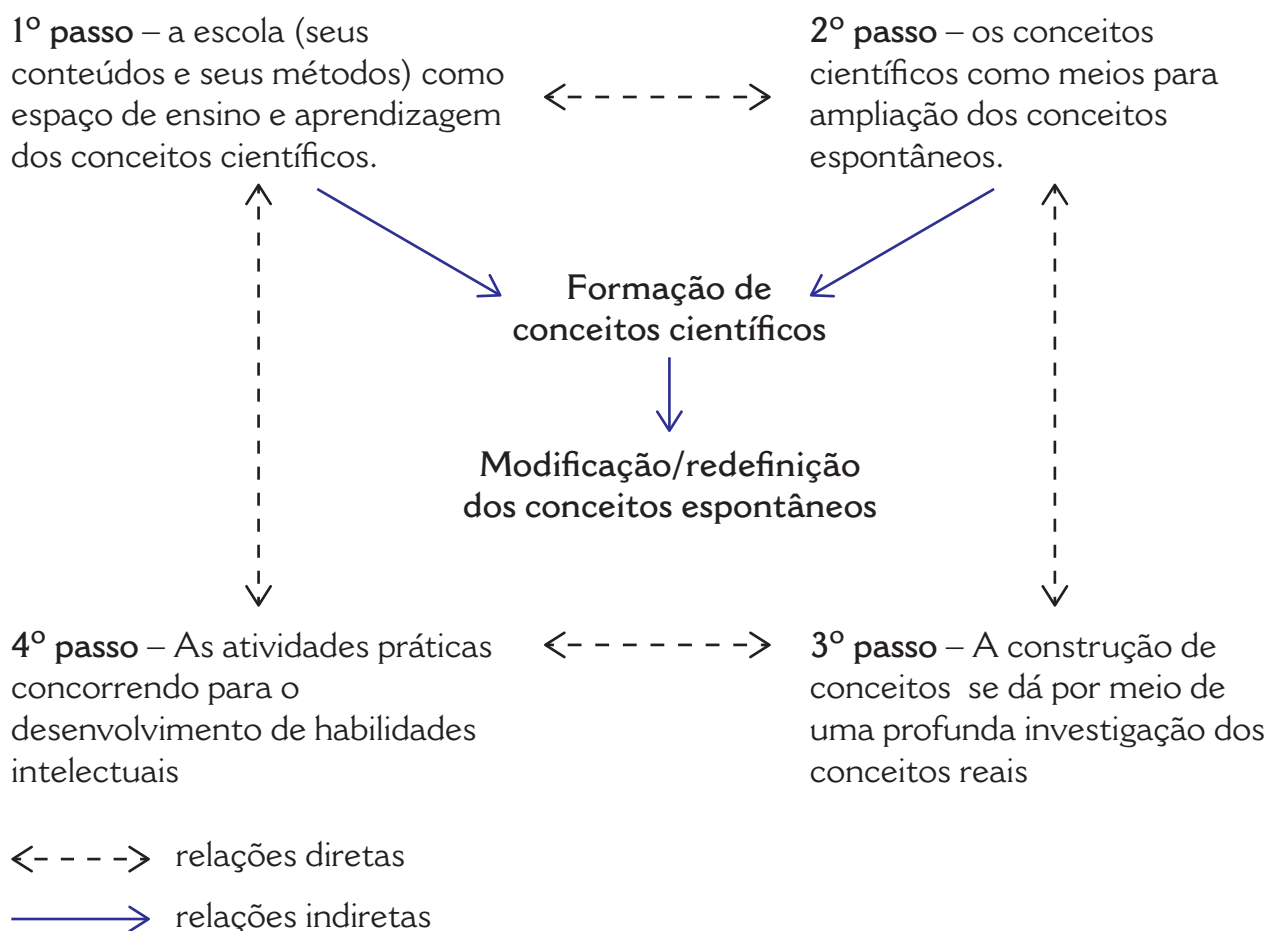 1º passo – a escola (seus
conteúdos e seus métodos) como
espaço de ensino e aprendizagem
dos conceitos científicos.
2º passo – os conceitos
científicos como meios para
ampliação dos conceitos
espontâneos.
Formação de
conceitos científicos
Modificação/redefinição
dos conceitos espontâneos
4º passo – As atividades práticas
concorrendo para o
desenvolvimento de habilidades
intelectuais
3º passo – A construção de
conceitos se dá por meio de
uma profunda investigação dos
conceitos reais
relações diretas
relações indiretas